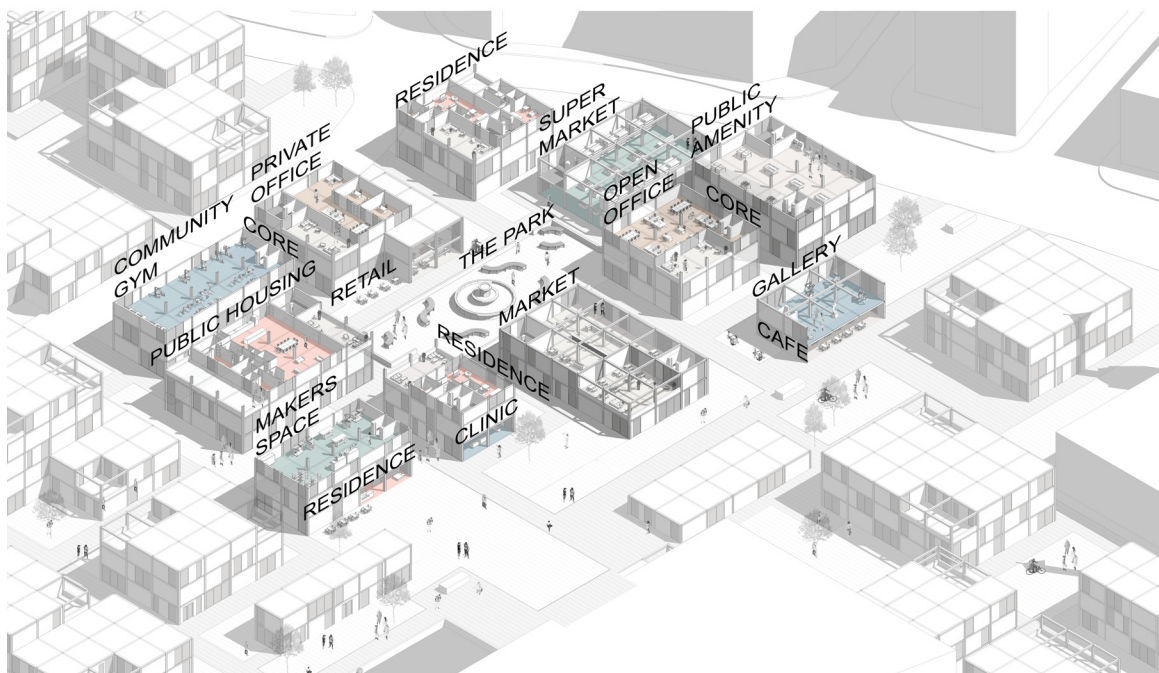 RESIDENCE
SUPER
MARKET
PUBLIC
AMENITY
PRIVATE
OFFICE
OPEN
OFFICE
CORE
COMMUNITY
GYM
CORE
THE PARK
GALLERY
PUBLIC HOUSING
RETAIL
MARKET
CAFE
RESIDENCE
MAKERS
SPACE
CLINIC
RESIDENCE